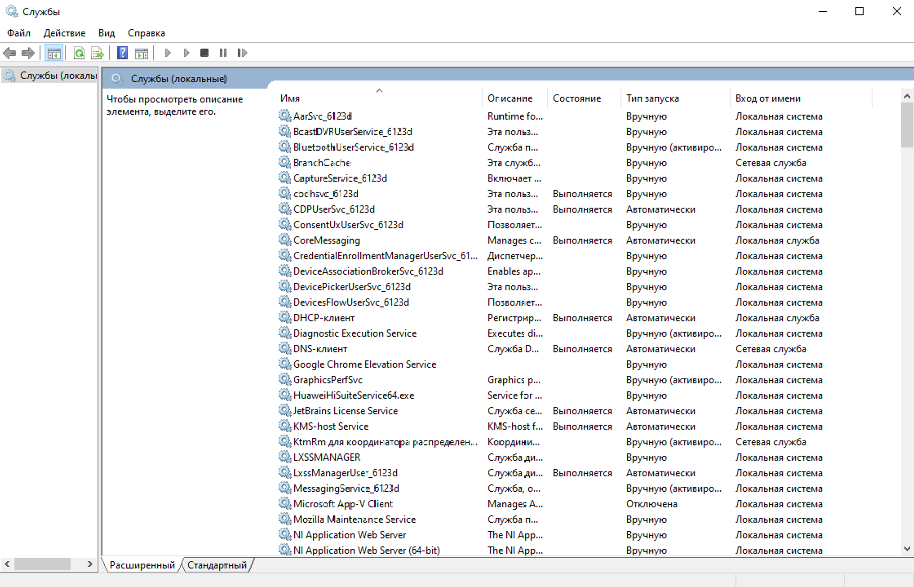 Службы
Файл Действие Вид Справка
Службы (локалы
Службы (локальные)
Чтобы просмотреть описание
элемента, выделите его.
Имя Описание Состояние Тип запуска Вход от имени
AarSvc_6123d Runtime fo... Вручную Локальная система
BcastDVRUserService_6123d Эта польз... Вручную Локальная система
BluetoothUserService_6123d Служба п... Вручную (активиро... Локальная система
BranchCache Эта служб... Вручную Сетевая служба
CaptureService_6123d Включает ... Вручную Локальная система
cbdhsvc_6123d Эта польз... Выполняется Вручную Локальная система
CDPUserSvc_6123d Эта польз... Выполняется Автоматически Локальная система
ConsentUxUserSvc_6123d Позволяет... Вручную Локальная система
CoreMessaging Manages c... Выполняется Автоматически Локальная служба
CredentialEnrollmentManagerUserSvc_61... Диспетчер... Вручную Локальная система
DeviceAssociationBrokerSvc_6123d Enables ap... Вручную Локальная система
DevicePickerUserSvc_6123d Эта польз... Вручную Локальная система
DevicesFlowUserSvc_6123d Позволяет... Вручную Локальная система
DHCP-клиент Регистрир... Выполняется Автоматически Локальная служба
Diagnostic Execution Service Executes di... Вручную (активиро... Локальная система
DNS-клиент Служба D... Выполняется Автоматически Сетевая служба
Google Chrome Elevation Service Вручную Локальная система
GraphicsPerfSvc Graphics p... Вручную (активиро... Локальная система
HuaweiHiSuiteService64.exe Service for ... Вручную Локальная система
JetBrains License Service Служба се... Выполняется Автоматически Локальная система
KMS-host Service KMS-host f... Выполняется Автоматически Локальная система
KtmRm для координатора распределен... Координи... Вручную (активиро... Сетевая служба
LXSSMANAGER Служба ди... Вручную Локальная система
LxssManagerUser_6123d Служба ди... Выполняется Автоматически Локальная система
MessagingService_6123d Служба, о... Вручную (активиро... Локальная система
Microsoft App-V Client Manages A... Отключена Локальная система
Mozilla Maintenance Service Служба п... Вручную Локальная система
NI Application Web Server The NI App... Вручную Локальная система
NI Application Web Server (64-bit) The NI App... Вручную Локальная система
Расширенный Стандартный